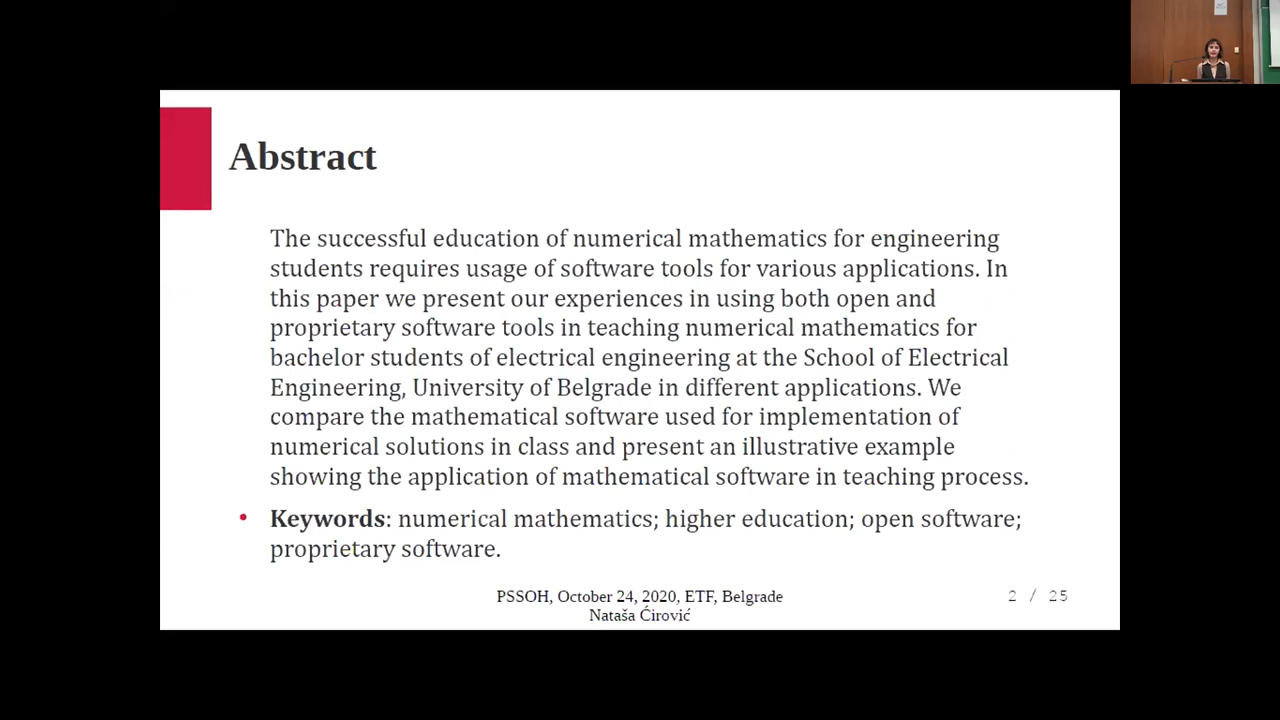 Abstract
The successful education of numerical mathematics for engineering
students requires usage of software tools for various applications. In
this paper we present our experiences in using both open and
proprietary software tools in teaching numerical mathematics for
bachelor students of electrical engineering at the School of Electrical
Engineering, University of Belgrade in different applications. We
compare the mathematical software used for implementation of
numerical solutions in class and present an illustrative example
showing the application of mathematical software in teaching process.
• Keywords: numerical mathematics; higher education; open software;
proprietary software.
PSSOH, October 24, 2020, ETF, Belgrade
Nataša Ćirović
2 / 25